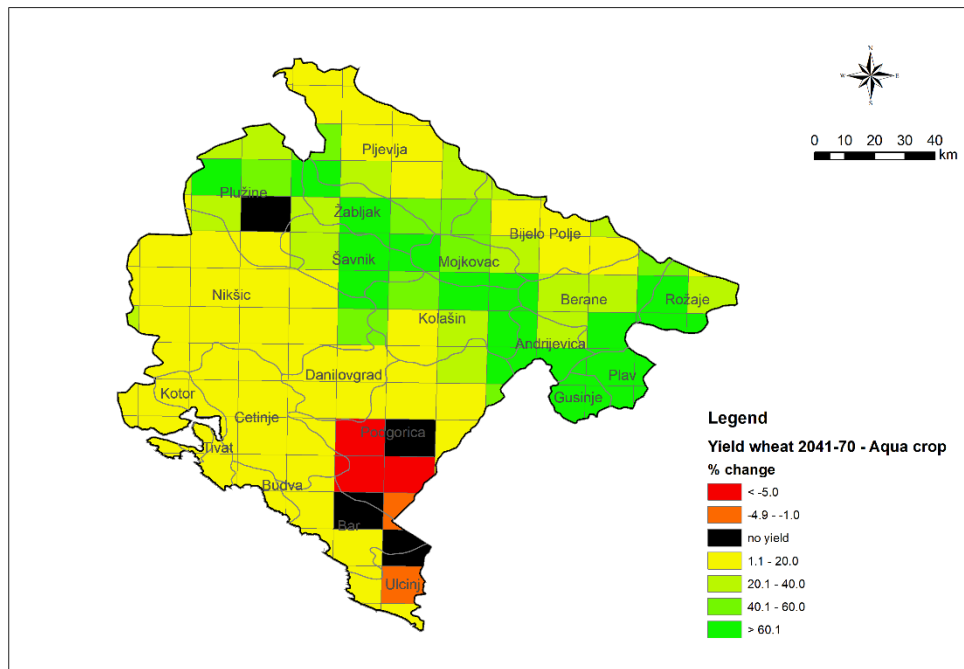 N
W E
S
0 10 20 30 40
km
Pljevlja
Plužine
Žabljak
Bijelo Polje
Šavnik
Mojkovac
Nikšic
Berane
Rožaje
Kolašin
Andrijevica
Danilovgrad
Plav
Kotor
Gusinje
Cetinje
Podgorica
Tivat
Budva
Bar
Ulcinj
Legend
Yield wheat 2041-70 - Aqua crop
% change
< -5.0
-4.9 - -1.0
no yield
1.1 - 20.0
20.1 - 40.0
40.1 - 60.0
> 60.1